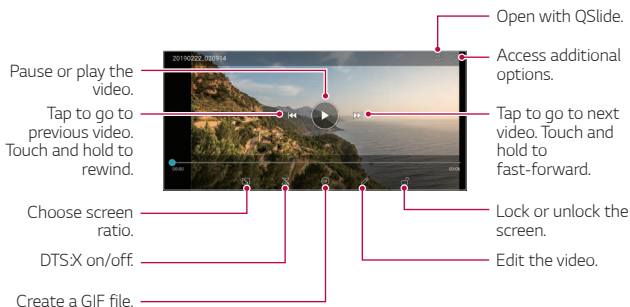 Open with QSlide.
20190222_020914
Access additional
options.
Pause or play the
video.
Tap to go to
previous video.
Touch and hold to
rewind.
Tap to go to next
video. Touch and
hold to
fast-forward.
00:00
00:06
Choose screen
ratio.
Lock or unlock the
screen.
DTS:X on/off.
Edit the video.
Create a GIF file.